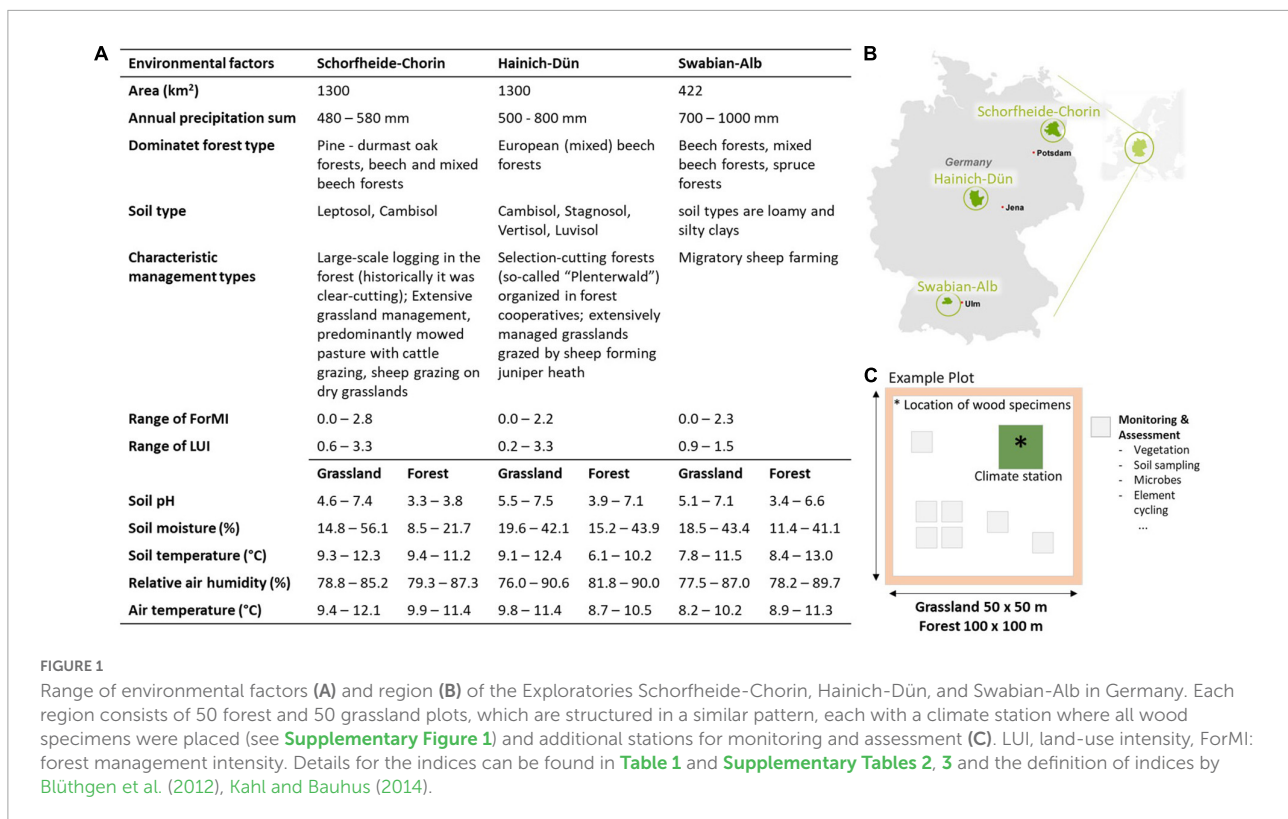 A
Environmental factors Schorfheide-Chorin Hainich-Dün Swabian-Alb
Area (km²) 1300 1300 422
Annual precipitation sum 480 – 580 mm 500 - 800 mm 700 – 1000 mm
Dominatet forest type Pine - durmast oak European (mixed) beech Beech forests, mixed
forests, beech and mixed forests beech forests, spruce
beech forests forests
Soil type Leptosol, Cambisol Cambisol, Stagnosol, soil types are loamy and
Vertisol, Luvisol silty clays
Characteristic Large-scale logging in the Selection-cutting forests Migratory sheep farming
management types forest (historically it was (so-called “Plenterwald”)
clear-cutting); Extensive organized in forest
grassland management, cooperatives; extensively
predominantly mowed managed grasslands
pasture with cattle grazed by sheep forming
grazing, sheep grazing on juniper heath
dry grasslands
Range of ForMI 0.0 – 2.8 0.0 – 2.2 0.0 – 2.3
Range of LUI 0.6 – 3.3 0.2 – 3.3 0.9 – 1.5
Grassland Forest Grassland Forest Grassland Forest
Soil pH 4.6 – 7.4 3.3 – 3.8 5.5 – 7.5 3.9 – 7.1 5.1 – 7.1 3.4 – 6.6
Soil moisture (%) 14.8 – 56.1 8.5 – 21.7 19.6 – 42.1 15.2 – 43.9 18.5 – 43.4 11.4 – 41.1
Soil temperature (°C) 9.3 – 12.3 9.4 – 11.2 9.1 – 12.4 6.1 – 10.2 7.8 – 11.5 8.4 – 13.0
Relative air humidity (%) 78.8 – 85.2 79.3 – 87.3 76.0 – 90.6 81.8 – 90.0 77.5 – 87.0 78.2 – 89.7
Air temperature (°C) 9.4 – 12.1 9.9 – 11.4 9.8 – 11.4 8.7 – 10.5 8.2 – 10.2 8.9 – 11.3
B
Schorfheide-Chorin
Potsdam
Germany
Hainich-Dün
Jena
Swabian-Alb
Ulm
C
Example Plot
* Location of wood specimens
*
Climate station
Monitoring &
Assessment
- Vegetation
- Soil sampling
- Microbes
- Element
cycling
...
Grassland 50 x 50 m
Forest 100 x 100 m
FIGURE 1
Range of environmental factors (A) and region (B) of the Exploratories Schorfheide-Chorin, Hainich-Dün, and Swabian-Alb in Germany. Each
region consists of 50 forest and 50 grassland plots, which are structured in a similar pattern, each with a climate station where all wood
specimens were placed (see Supplementary Figure 1) and additional stations for monitoring and assessment (C). LUI, land-use intensity, ForMI:
forest management intensity. Details for the indices can be found in Table 1 and Supplementary Tables 2, 3 and the definition of indices by
Blüthgen et al. (2012), Kahl and Bauhus (2014).